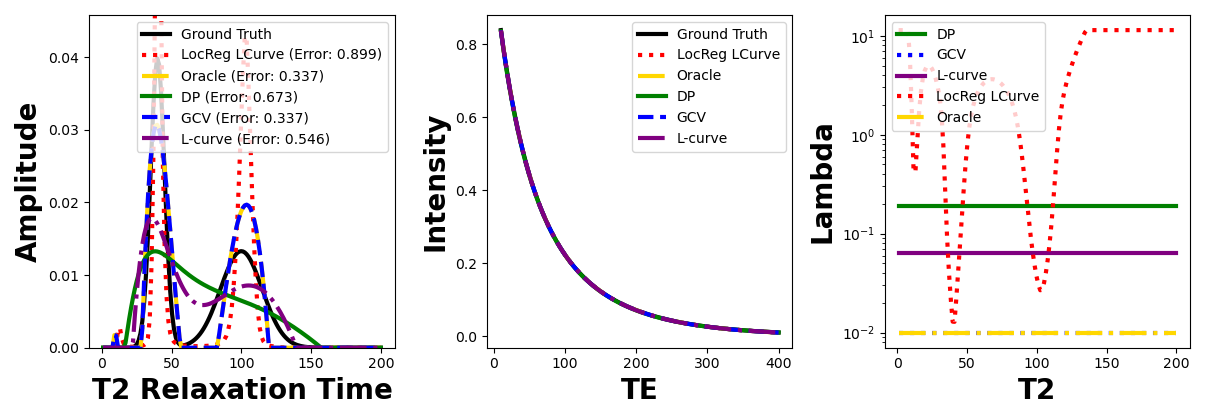 Amplitude
0.00
0.01
0.02
0.03
0.04
0
50
100
150
200
T2 Relaxation Time
Ground Truth
LocReg LCurve (Error: 0.899)
Oracle (Error: 0.337)
DP (Error: 0.673)
GCV (Error: 0.337)
L-curve (Error: 0.546)
Intensity
0.0
0.2
0.4
0.6
0.8
0
100
200
300
400
TE
Ground Truth
LocReg LCurve
Oracle
DP
GCV
L-curve
Lambda
10⁻²
10⁻¹
10⁰
10¹
0
50
100
150
200
T2
DP
GCV
L-curve
LocReg LCurve
Oracle